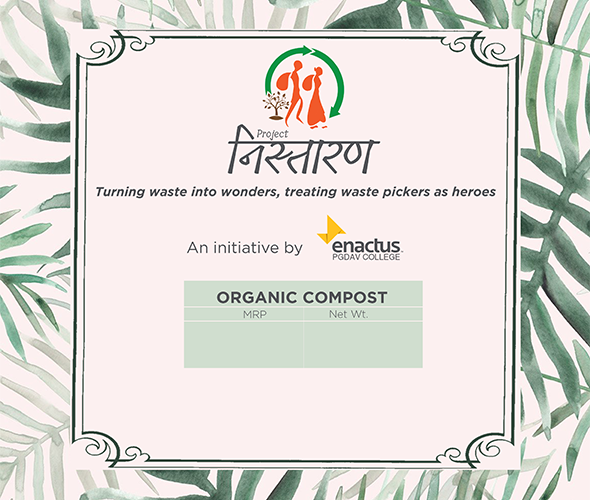 Project
निस्तारण
Turning waste into wonders, treating waste pickers as heroes
An initiative by enactus
PGDAV COLLEGE
ORGANIC COMPOST
MRP Net Wt.